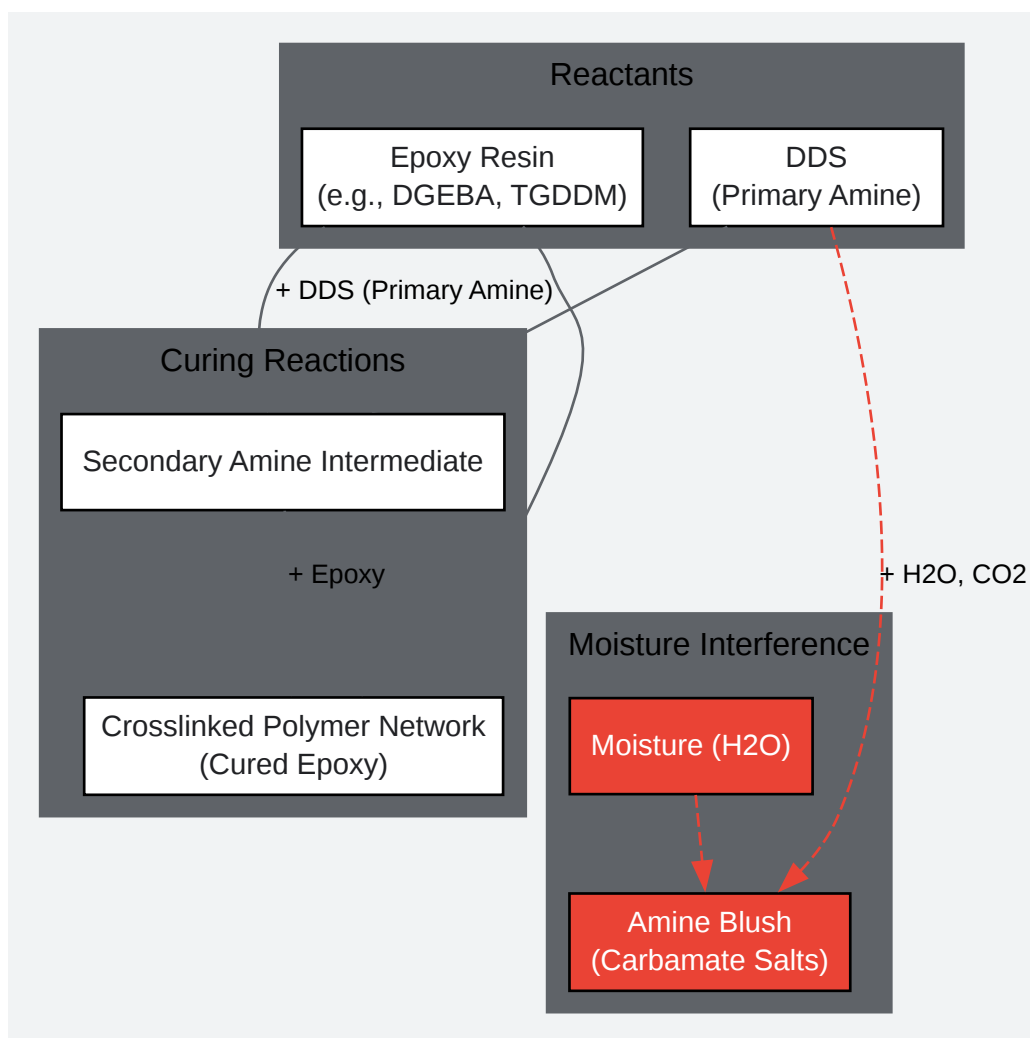 Reactants
Epoxy Resin
(e.g., DGEBA, TGDDM)
DDS
(Primary Amine)
+ DDS (Primary Amine)
Curing Reactions
Secondary Amine Intermediate
+ Epoxy
Crosslinked Polymer Network
(Cured Epoxy)
+ H2O, CO2
Moisture Interference
Moisture (H2O)
Amine Blush
(Carbamate Salts)